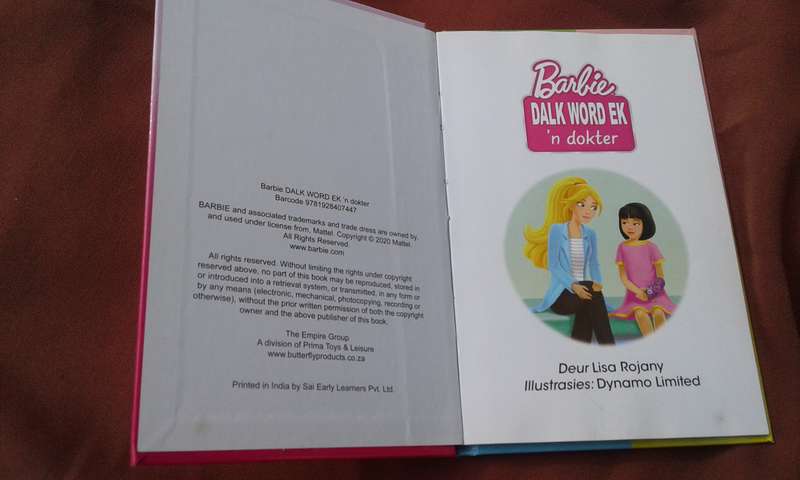 Barbie DALK WORD EK 'n dokter
Barcode 9781928407447
BARBIE and associated trademarks and trade dress are owned by,
and used under license from, Mattel. Copyright © 2020 Mattel.
All Rights Reserved.
www.barbie.com
All rights reserved. Without limiting the rights under copyright
reserved above, no part of this book may be reproduced, stored in
or introduced into a retrieval system, or transmitted, in any form or
by any means (electronic, mechanical, photocopying, recording or
otherwise), without the prior written permission of both the copyright
owner and the above publisher of this book.
The Empire Group
A division of Prima Toys & Leisure
www.butterflyproducts.co.za
Printed in India by Sai Early Learners Pvt. Ltd.
Barbie
DALK WORD EK
'n dokter
Deur Lisa Rojany
Illustrasies: Dynamo Limited